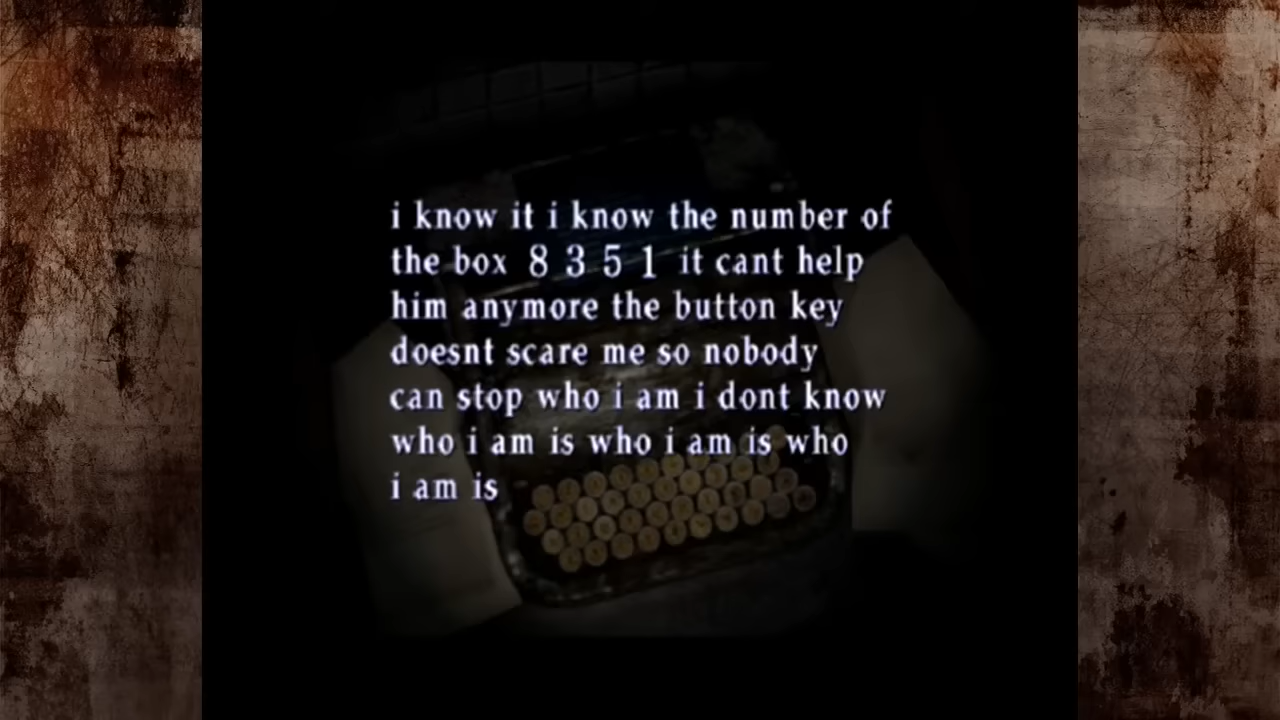 i know it i know the number of
the box 8 3 5 1 it cant help
him anymore the button key
doesnt scare me so nobody
can stop who i am i dont know
who i am is who i am is who
i am is